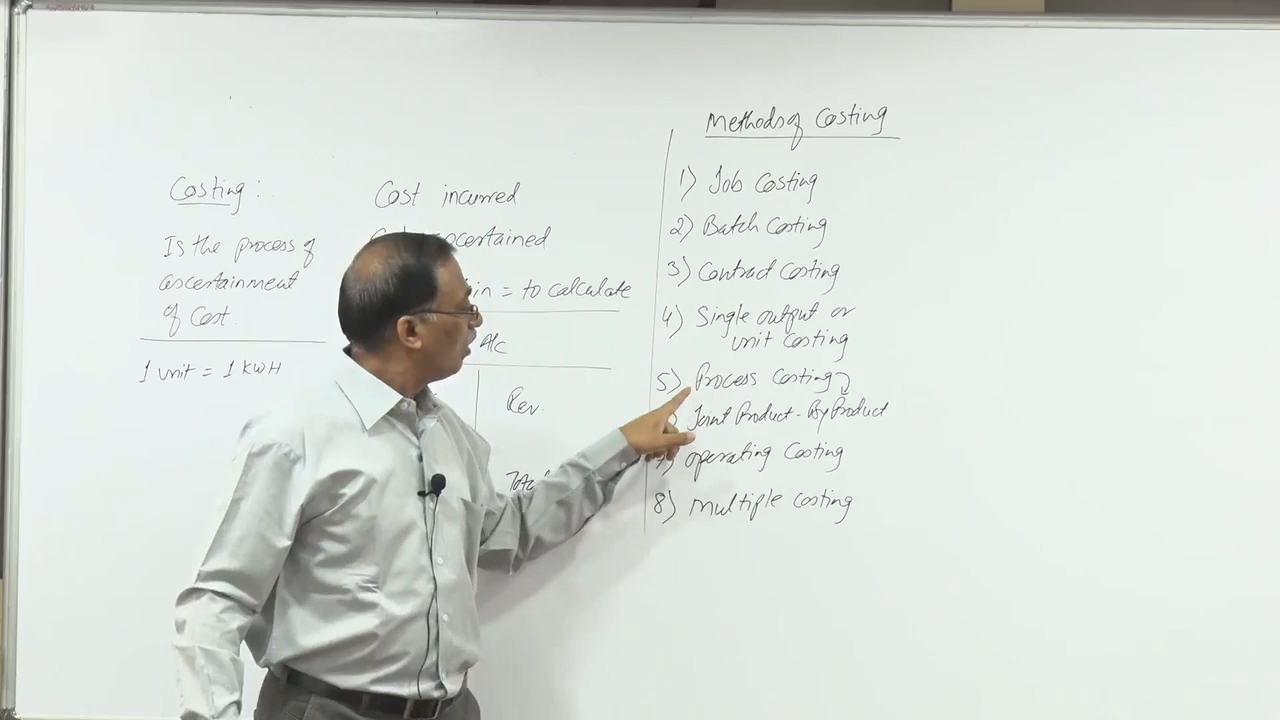 Costing :
Is the process of
ascertainment
of Cost
1 unit = 1 KWH
Cost incurred
ascertained
= to calculate
A/C
Rev.
Methods of Costing
1) Job Costing
2) Batch Costing
3) Contract Costing
4) Single output or
unit Costing
5) Process Costing
Joint Product - By Product
7) operating Costing
8) multiple Costing